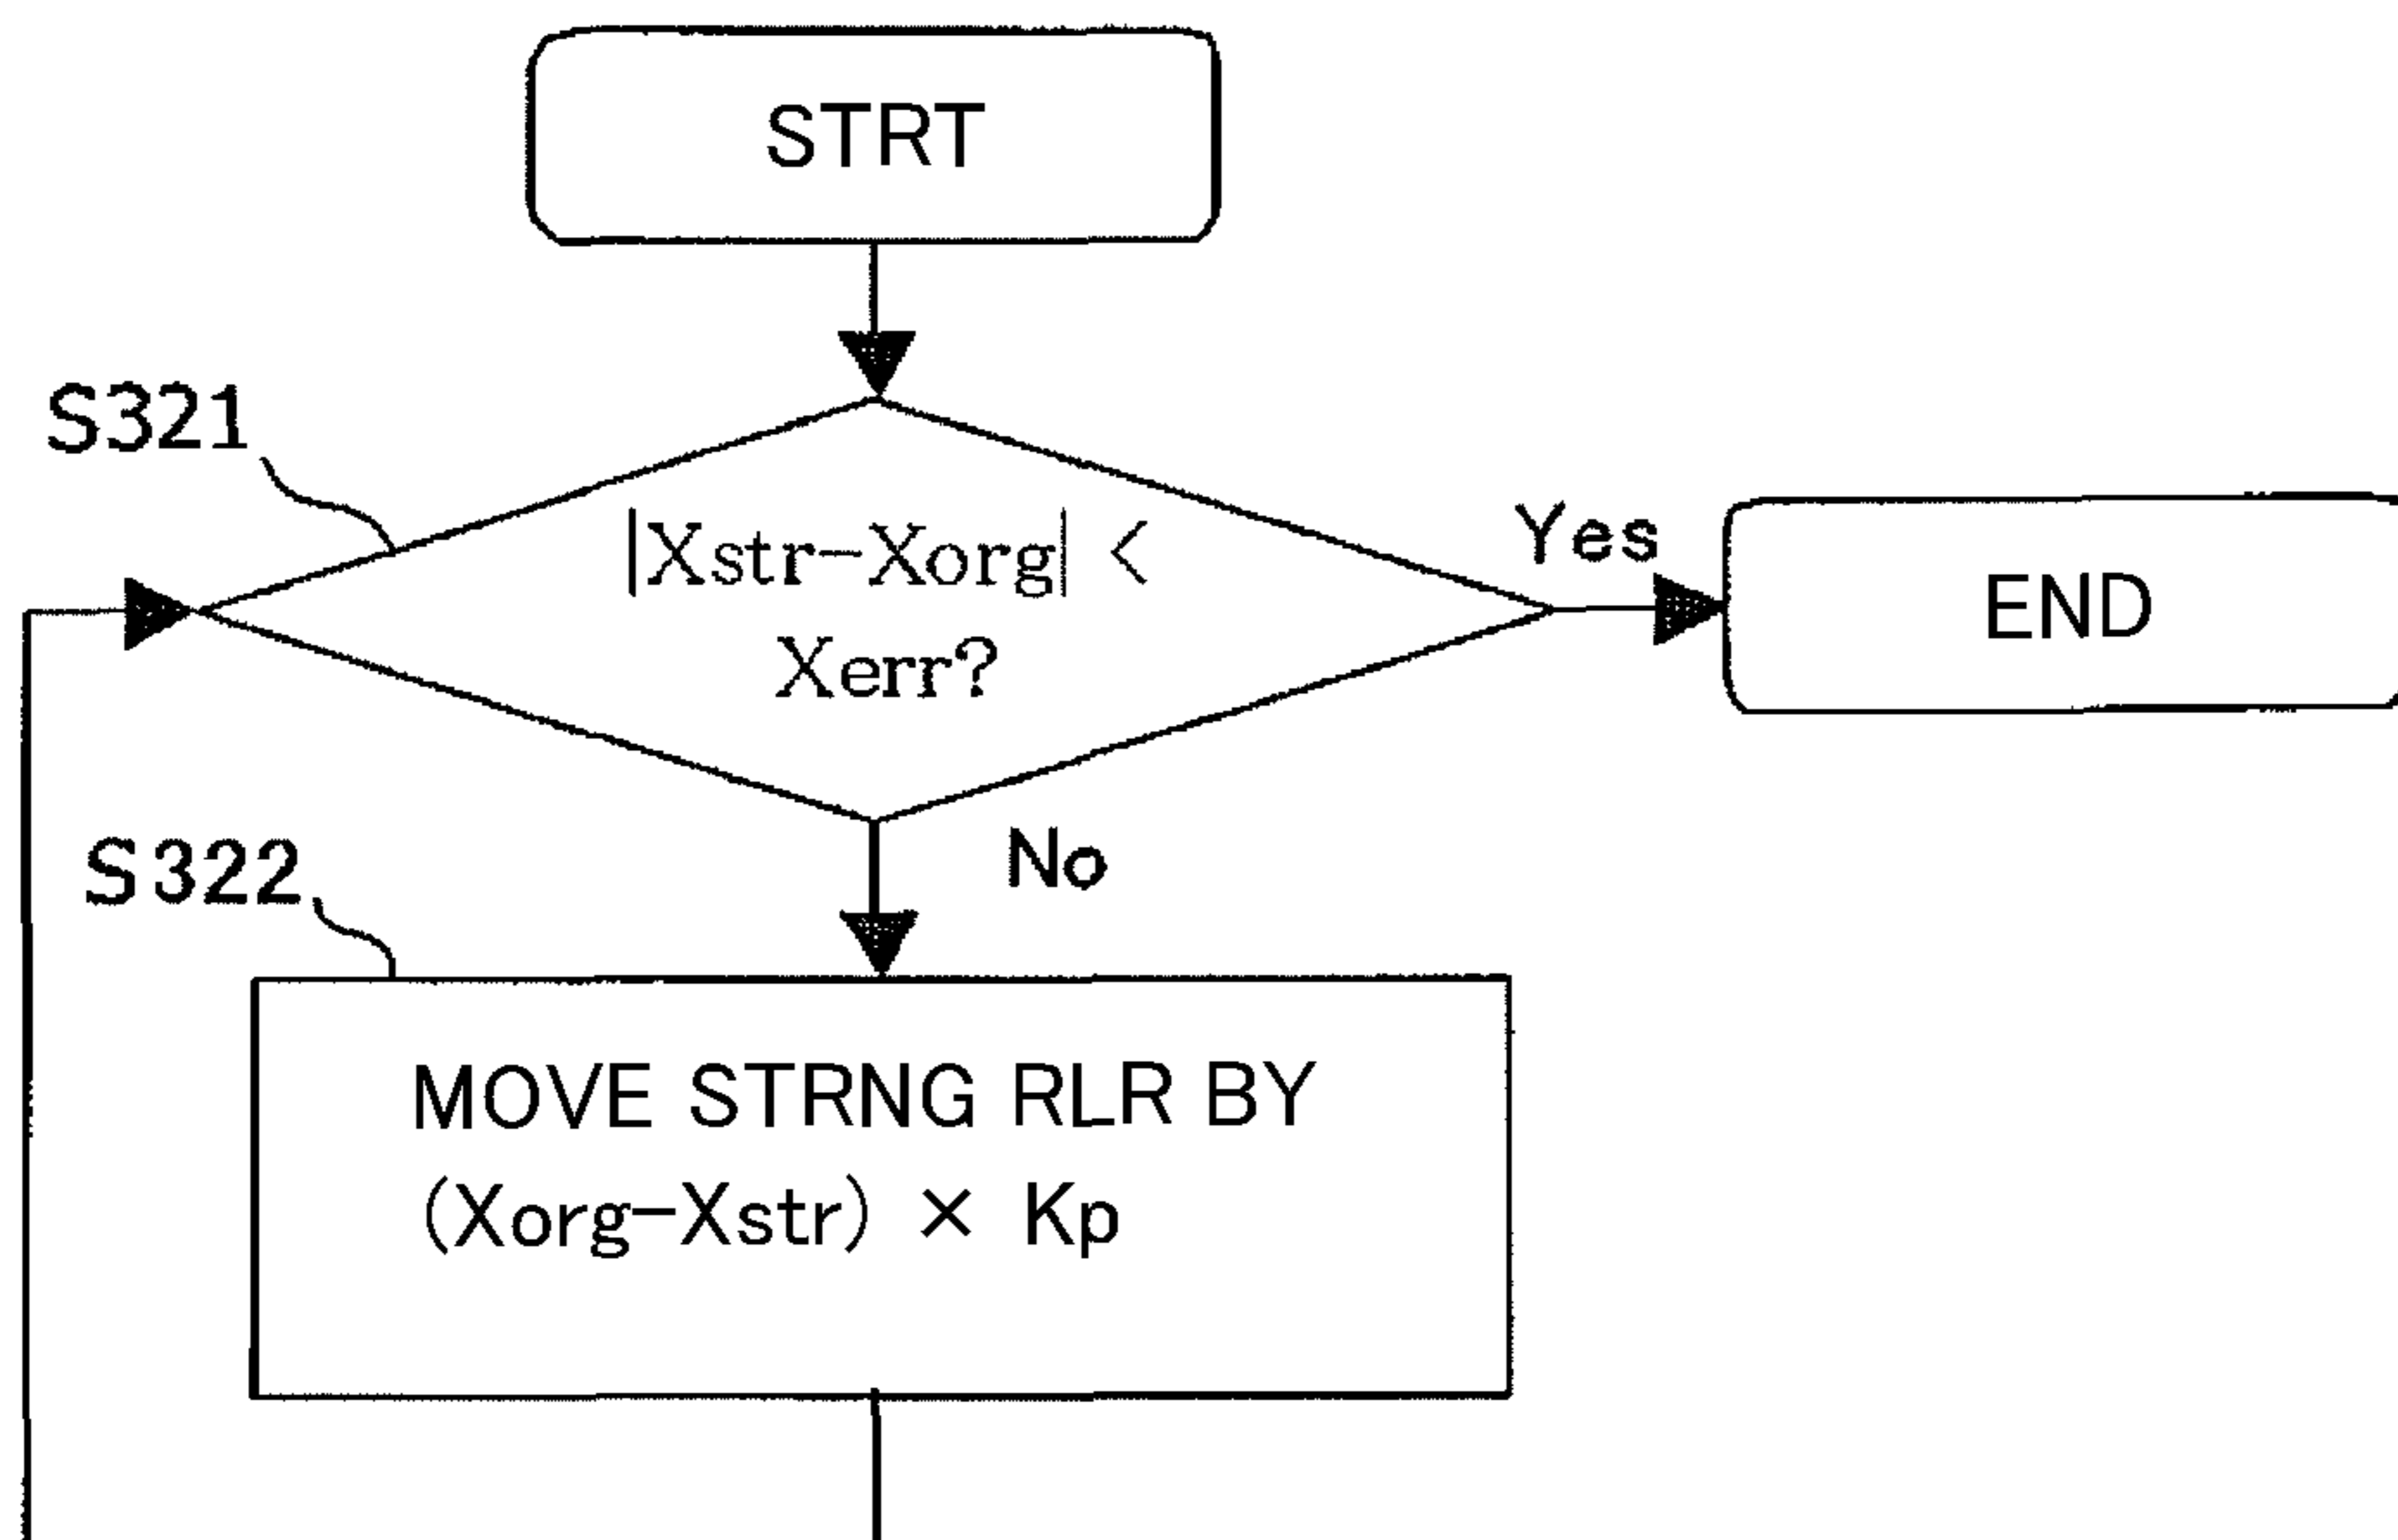 STRT
S321
|Xstr-Xorg| <
Xerr?
Yes
END
No
S322
MOVE STRNG RLR BY
(Xorg-Xstr) × Kp